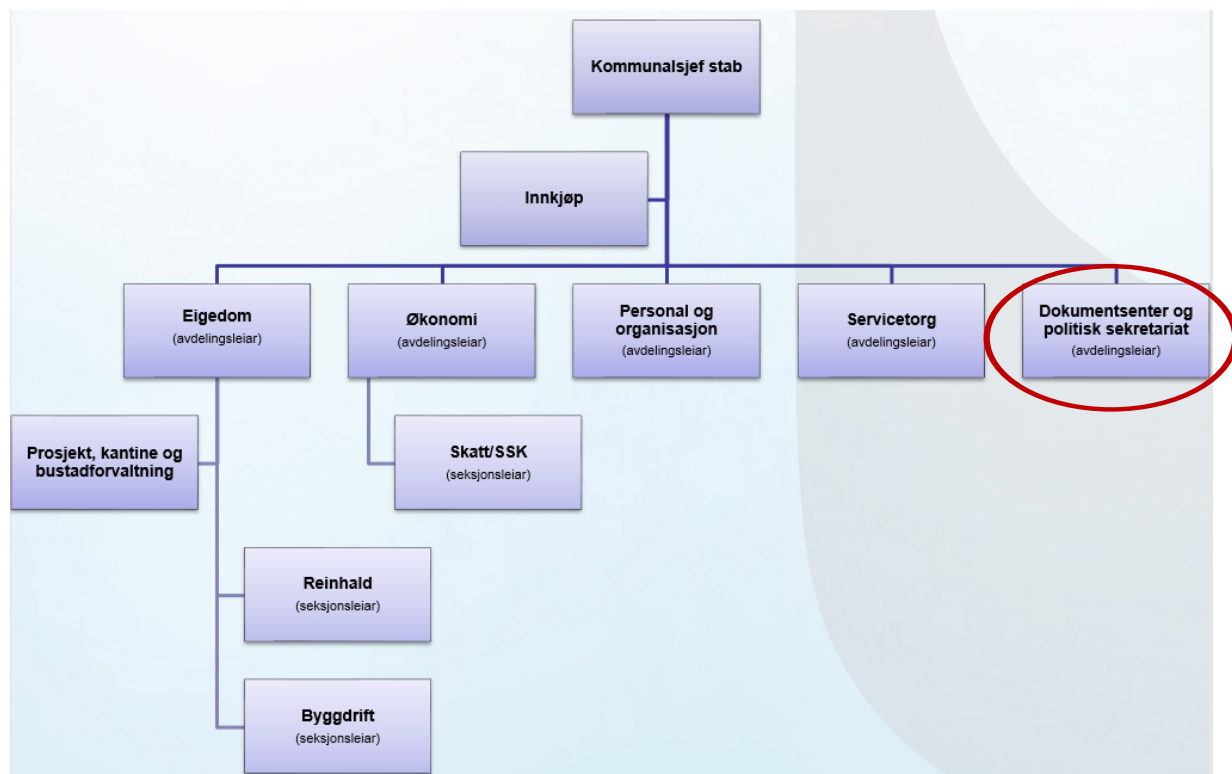 Kommunalsjef stab
Innkjøp
Eigedom
(avdelingsleiar)
Økonomi
(avdelingsleiar)
Personal og
organisasjon
(avdelingsleiar)
Servicetorg
(avdelingsleiar)
Dokumentsenter og
politisk sekretariat
(avdelingsleiar)
Prosjekt, kantine og
bustadforvaltning
Skatt/SSK
(seksjonsleiar)
Reinhald
(seksjonsleiar)
Byggdrift
(seksjonsleiar)